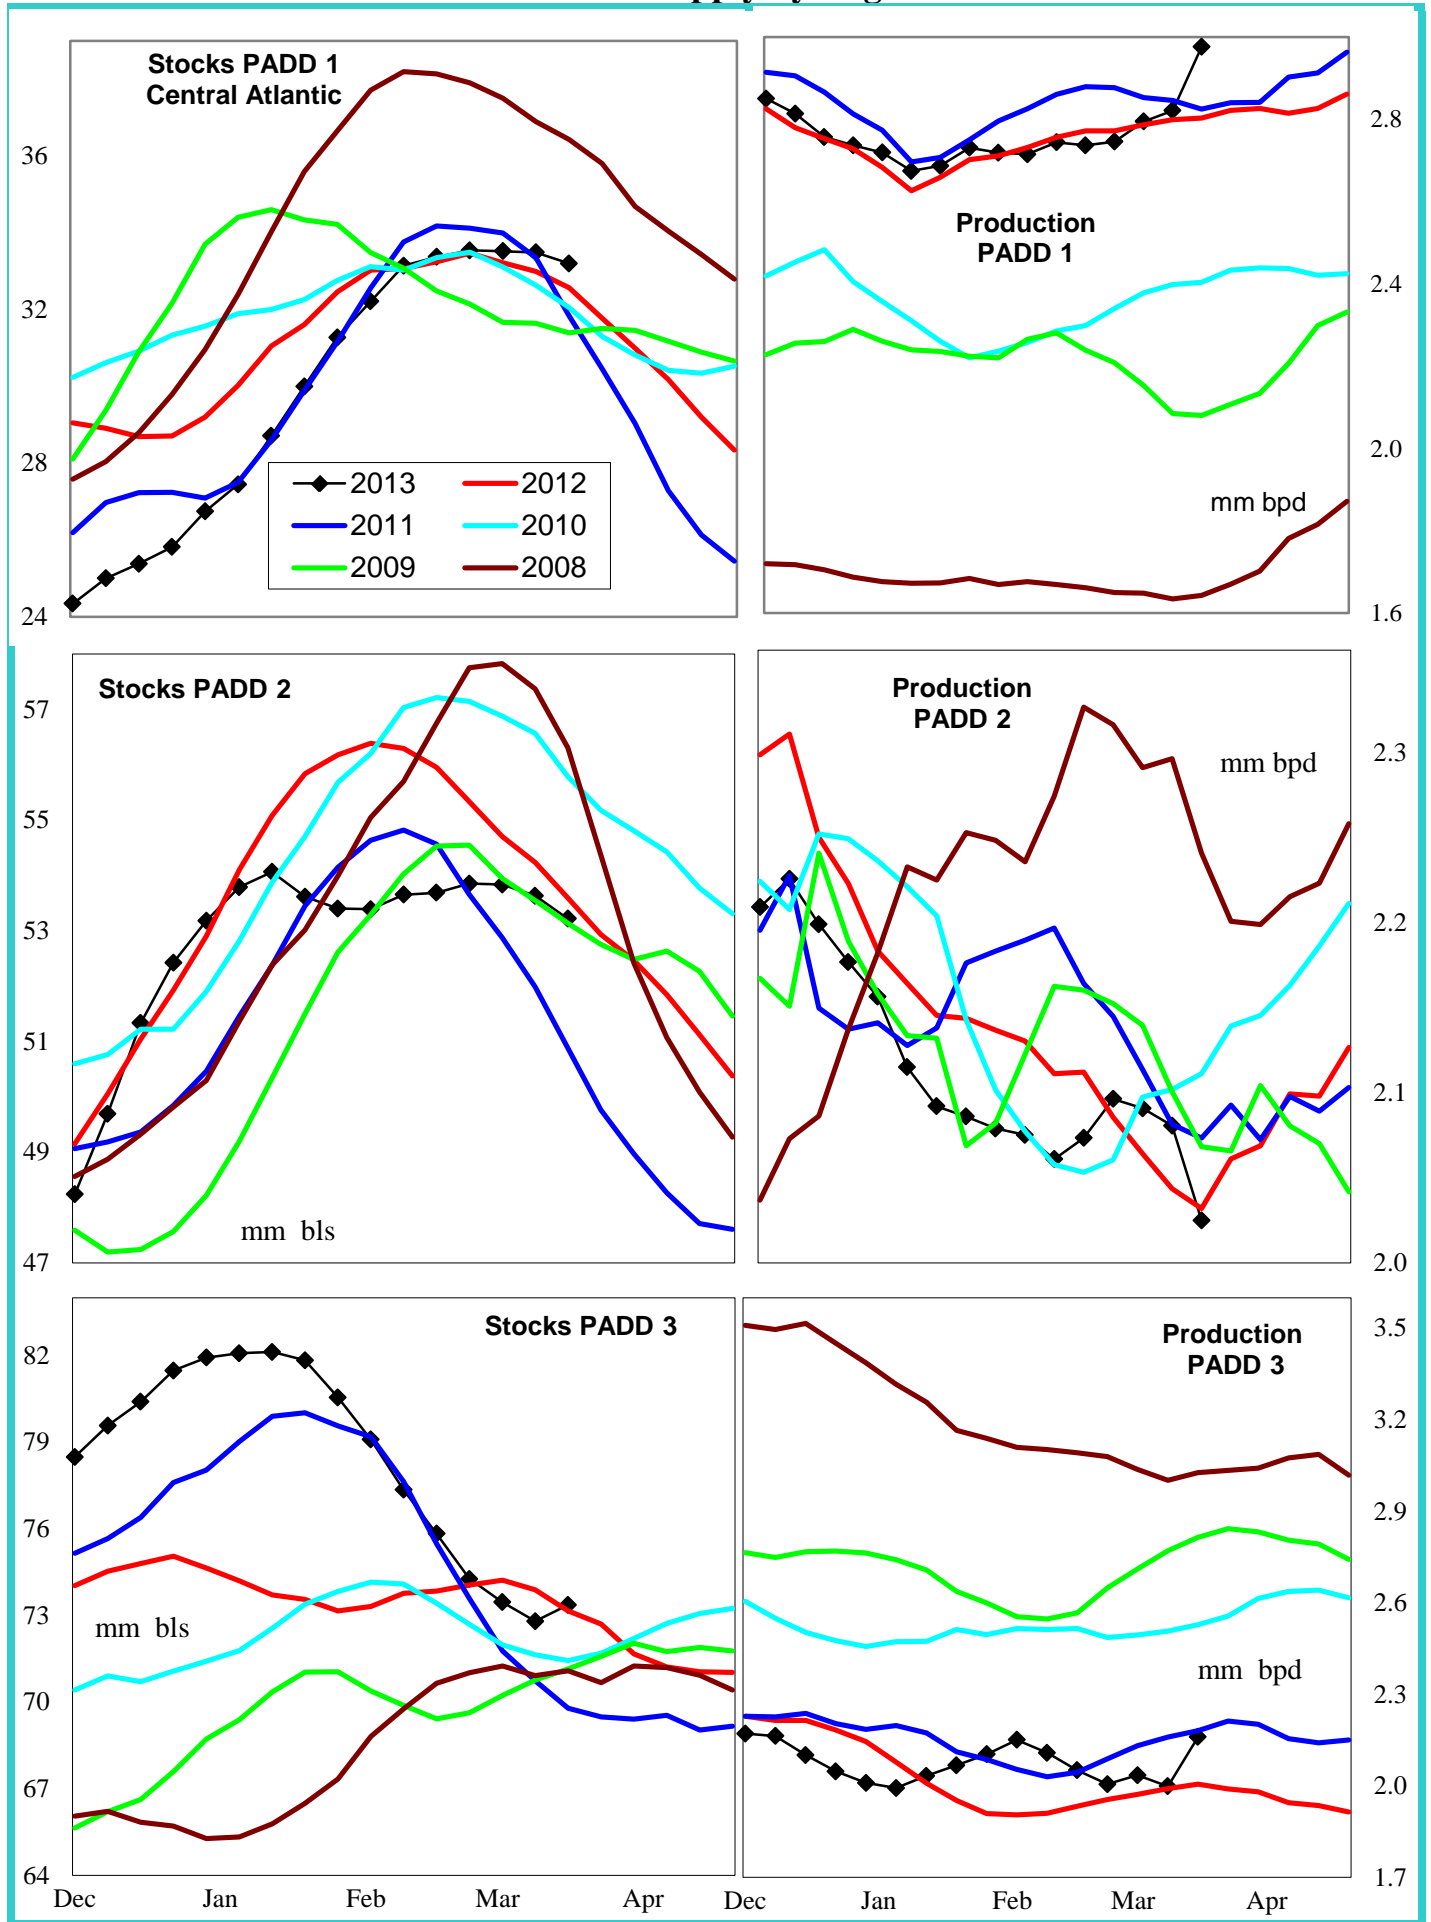 Stocks PADD 1
Central Atlantic
36
32
28
24
2013
2012
2011
2010
2009
2008
Production
PADD 1
mm bpd
2.8
2.4
2.0
1.6
Stocks PADD 2
57
55
53
51
49
47
mm bls
Production
PADD 2
mm bpd
2.3
2.2
2.1
2.0
Stocks PADD 3
82
79
76
73
70
67
64
mm bls
Dec Jan Feb Mar Apr
Production
PADD 3
mm bpd
3.5
3.2
2.9
2.6
2.3
2.0
1.7
Dec Jan Feb Mar Apr